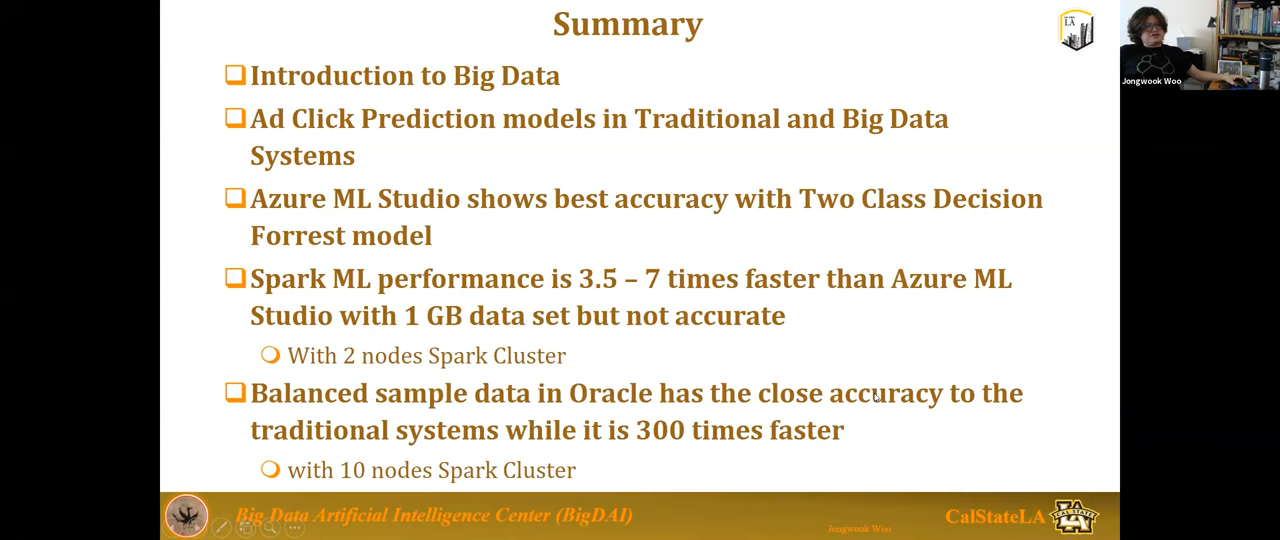 Summary
Introduction to Big Data
Ad Click Prediction models in Traditional and Big Data
Systems
Azure ML Studio shows best accuracy with Two Class Decision
Forrest model
Spark ML performance is 3.5 – 7 times faster than Azure ML
Studio with 1 GB data set but not accurate
With 2 nodes Spark Cluster
Balanced sample data in Oracle has the close accuracy to the
traditional systems while it is 300 times faster
with 10 nodes Spark Cluster
Big Data Artificial Intelligence Center (BigDAI)
Jongwook Woo
CalStateLA
CAL STATE LA
LA
Jongwook Woo